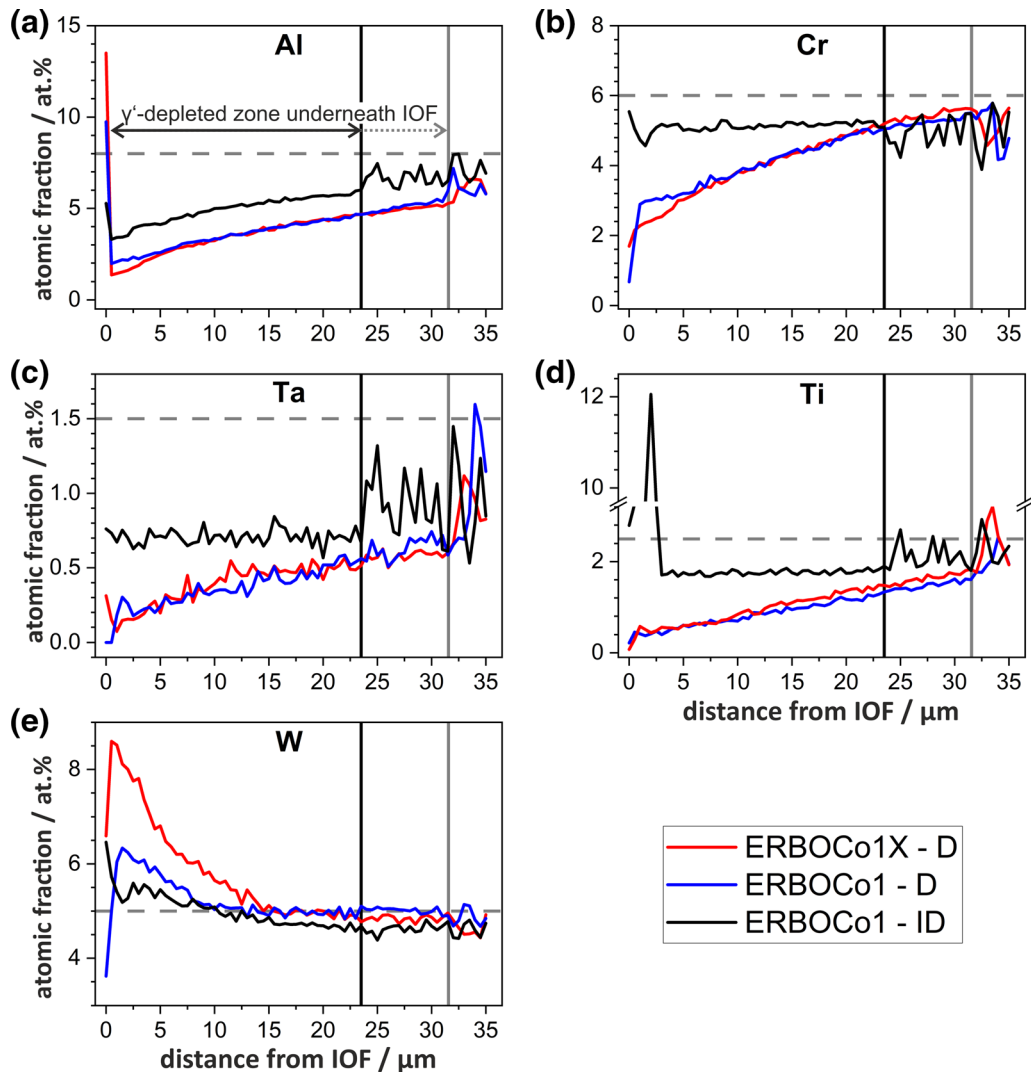 (a)
Al
γ'-depleted zone underneath IOF
atomic fraction / at.%
15
10
5
0
0 5 10 15 20 25 30 35
(b)
Cr
8
6
4
2
0
0 5 10 15 20 25 30 35
(c)
Ta
atomic fraction / at.%
1.5
1.0
0.5
0.0
0 5 10 15 20 25 30 35
(d)
Ti
12
10
2
0
0 5 10 15 20 25 30 35
distance from IOF / µm
(e)
W
atomic fraction / at.%
8
6
4
0 5 10 15 20 25 30 35
distance from IOF / µm
ERBOCo1X - D
ERBOCo1 - D
ERBOCo1 - ID